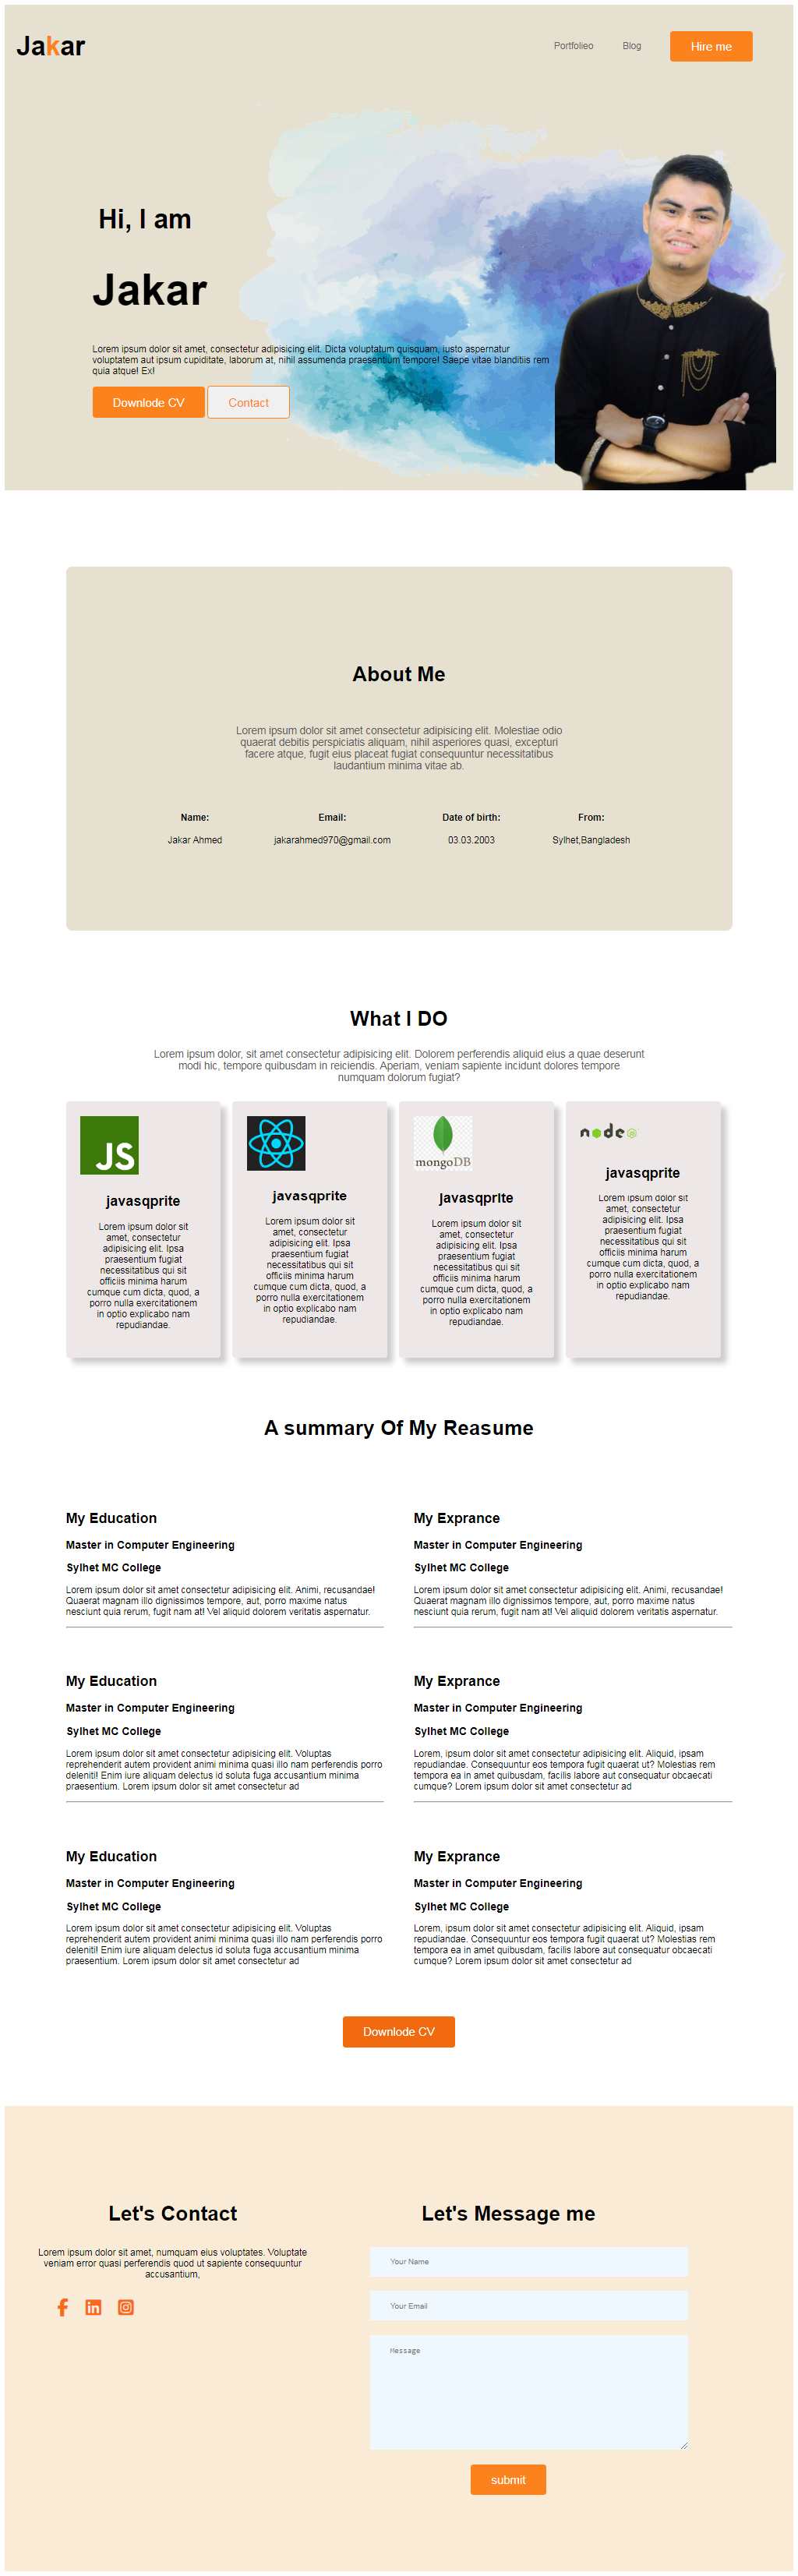 Jakar
Portfolieo
Blog
Hire me
Hi, I am
Jakar
Lorem ipsum dolor sit amet, consectetur adipisicing elit. Dicta voluptatum quisquam, iusto aspernatur
voluptatem aut ipsum cupiditate, laborum at, nihil assumenda praesentium tempore! Saepe vitae blanditiis rem
quia atque! Ex!
Downlode CV
Contact
About Me
Lorem ipsum dolor sit amet consectetur adipisicing elit. Molestiae odio
quaerat debitis perspiciatis aliquam, nihil asperiores quasi, excepturi
facere atque, fugit eius placeat fugiat consequuntur necessitatibus
laudantium minima vitae ab.
Name:
Jakar Ahmed
Email:
jakarahmed970@gmail.com
Date of birth:
03.03.2003
From:
Sylhet,Bangladesh
What I DO
Lorem ipsum dolor, sit amet consectetur adipisicing elit. Dolorem perferendis aliquid eius a quae deserunt
modi hic, tempore quibusdam in reiciendis. Aperiam, veniam sapiente incidunt dolores tempore
numquam dolorum fugiat?
JS
javasqprite
Lorem ipsum dolor sit
amet, consectetur
adipisicing elit. Ipsa
praesentium fugiat
necessitatibus qui sit
officiis minima harum
cumque cum dicta, quod, a
porro nulla exercitationem
in optio explicabo nam
repudiandae.
javasqprite
Lorem ipsum dolor sit
amet, consectetur
adipisicing elit. Ipsa
praesentium fugiat
necessitatibus qui sit
officiis minima harum
cumque cum dicta, quod, a
porro nulla exercitationem
in optio explicabo nam
repudiandae.
mongoDB
javasqprite
Lorem ipsum dolor sit
amet, consectetur
adipisicing elit. Ipsa
praesentium fugiat
necessitatibus qui sit
officiis minima harum
cumque cum dicta, quod, a
porro nulla exercitationem
in optio explicabo nam
repudiandae.
node JS
javasqprite
Lorem ipsum dolor sit
amet, consectetur
adipisicing elit. Ipsa
praesentium fugiat
necessitatibus qui sit
officiis minima harum
cumque cum dicta, quod, a
porro nulla exercitationem
in optio explicabo nam
repudiandae.
A summary Of My Reasume
My Education
Master in Computer Engineering
Sylhet MC College
Lorem ipsum dolor sit amet consectetur adipisicing elit. Animi, recusandae!
Quaerat magnam illo dignissimos tempore, aut, porro maxime natus
nesciunt quia rerum, fugit nam at! Vel aliquid dolorem veritatis aspernatur.
My Exprance
Master in Computer Engineering
Sylhet MC College
Lorem ipsum dolor sit amet consectetur adipisicing elit. Animi, recusandae!
Quaerat magnam illo dignissimos tempore, aut, porro maxime natus
nesciunt quia rerum, fugit nam at! Vel aliquid dolorem veritatis aspernatur.
My Education
Master in Computer Engineering
Sylhet MC College
Lorem ipsum dolor sit amet consectetur adipisicing elit. Voluptas
reprehenderit autem provident animi minima quasi illo nam perferendis porro
deleniti! Enim iure aliquam delectus id soluta fuga accusantium minima
praesentium. Lorem ipsum dolor sit amet consectetur ad
My Exprance
Master in Computer Engineering
Sylhet MC College
Lorem, ipsum dolor sit amet consectetur adipisicing elit. Aliquid, ipsam
repudiandae. Consequuntur eos tempora fugit quaerat ut? Molestias rem
tempora ea in amet quibusdam, facilis labore aut consequatur obcaecati
cumque? Lorem ipsum dolor sit amet consectetur ad
My Education
Master in Computer Engineering
Sylhet MC College
Lorem ipsum dolor sit amet consectetur adipisicing elit. Voluptas
reprehenderit autem provident animi minima quasi illo nam perferendis porro
deleniti! Enim iure aliquam delectus id soluta fuga accusantium minima
praesentium. Lorem ipsum dolor sit amet consectetur ad
My Exprance
Master in Computer Engineering
Sylhet MC College
Lorem, ipsum dolor sit amet consectetur adipisicing elit. Aliquid, ipsam
repudiandae. Consequuntur eos tempora fugit quaerat ut? Molestias rem
tempora ea in amet quibusdam, facilis labore aut consequatur obcaecati
cumque? Lorem ipsum dolor sit amet consectetur ad
Downlode CV
Let's Contact
Lorem ipsum dolor sit amet, numquam eius voluptates. Voluptate
veniam error quasi perferendis quod ut sapiente consequuntur
accusantium,
Let's Message me
Your Name
Your Email
Message
submit